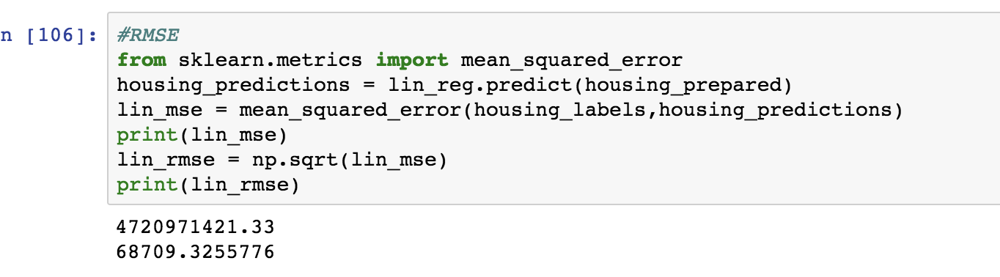 n [106]: #RMSE
from sklearn.metrics import mean_squared_error
housing_predictions = lin_reg.predict(housing_prepared)
lin_mse = mean_squared_error(housing_labels,housing_predictions)
print(lin_mse)
lin_rmse = np.sqrt(lin_mse)
print(lin_rmse)
4720971421.33
68709.3255776